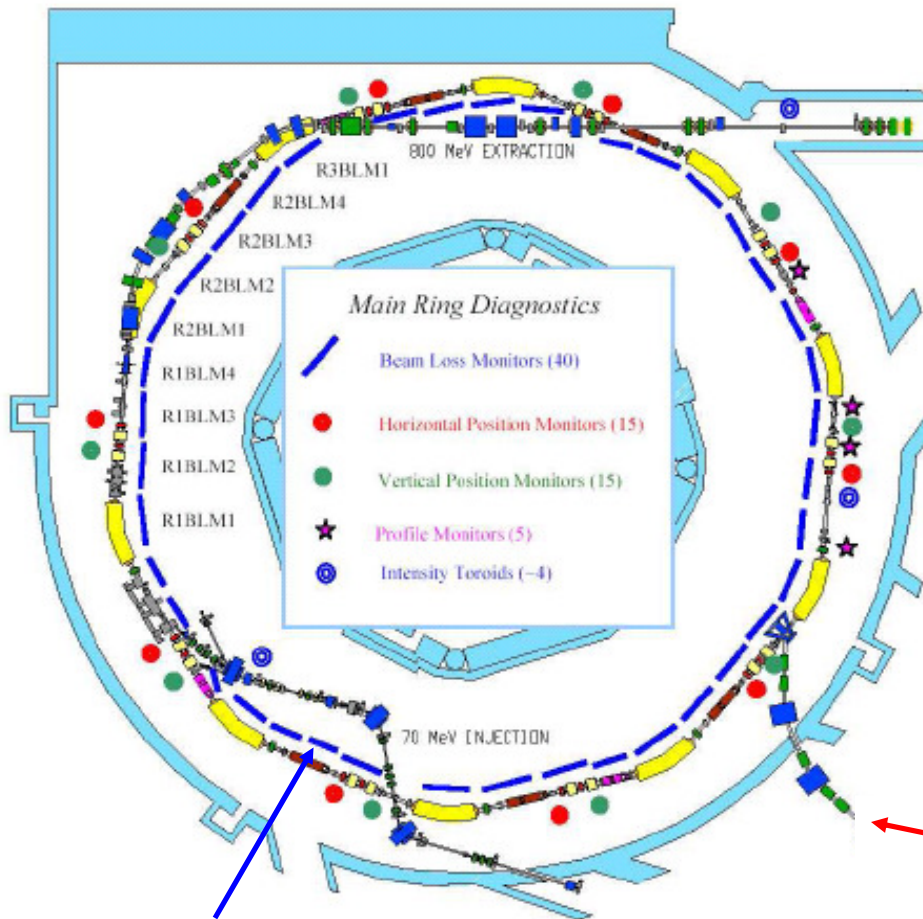 800 MeV EXTRACTION
R3BLM1
R2BLM4
R2BLM3
R2BLM2
R2BLM1
R1BLM4
R1BLM3
R1BLM2
R1BLM1
Main Ring Diagnostics
Beam Loss Monitors (40)
Horizontal Position Monitors (15)
Vertical Position Monitors (15)
Profile Monitors (5)
Intensity Toroids (~4)
70 MeV INJECTION